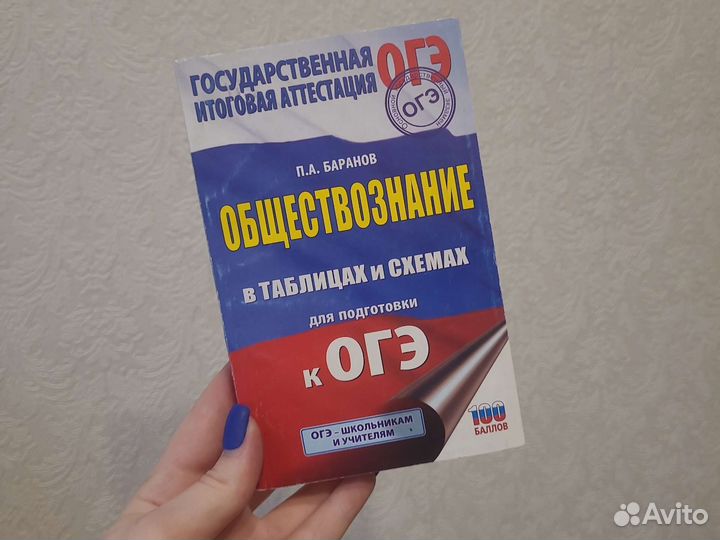 ГОСУДАРСТВЕННАЯ
ИТОГОВАЯ АТТЕСТАЦИЯ
ОГЭ
ОГЭ
П.А. БАРАНОВ
ОБЩЕСТВОЗНАНИЕ
В ТАБЛИЦАХ и СХЕМАХ
для подготовки
к ОГЭ
ОГЭ – ШКОЛЬНИКАМ
И УЧИТЕЛЯМ
100
БАЛЛОВ
Avito